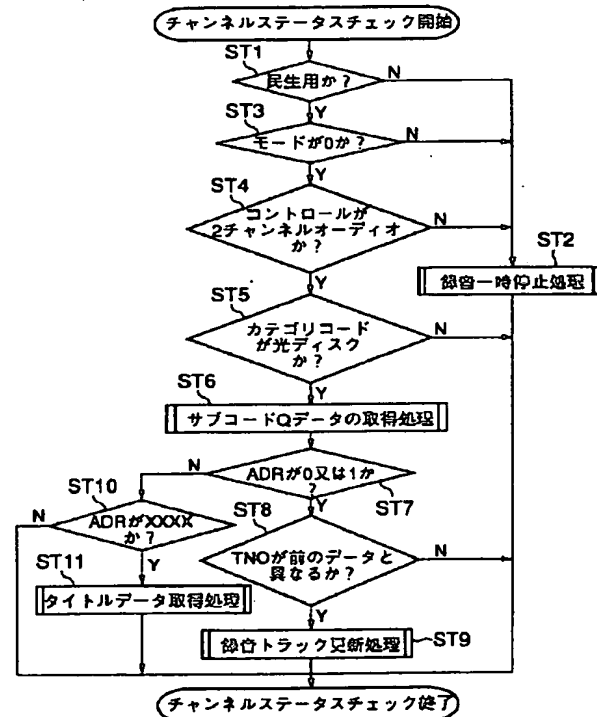 チャンネルステータスチェック開始
ST1
民生用か？
N
Y
ST3
モードが0か？
N
Y
ST4
コントロールが
2チャンネルオーディオ
か？
N
Y
ST2
録音一時停止処理
ST5
カテゴリコード
が光ディスク
か？
N
Y
ST6
サブコードQデータの取得処理
N
ADRが0又は1か
？
ST7
Y
ST10
N
ADRがXXXX
か？
Y
ST8
TNOが前のデータと
異なるか？
N
Y
ST11
タイトルデータ取得処理
録音トラック更新処理
ST9
チャンネルステータスチェック終了